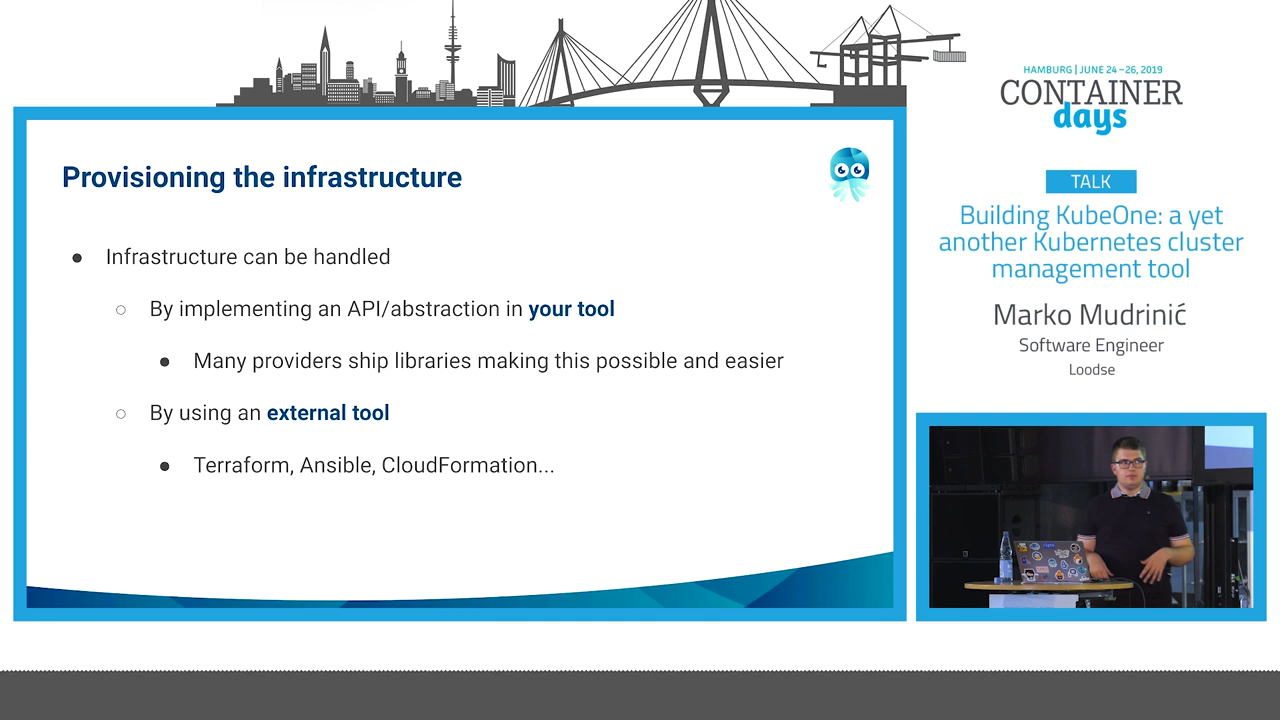 HAMBURG | JUNE 24 – 26, 2019
CONTAINER
days
TALK
Building KubeOne: a yet
another Kubernetes cluster
management tool
Marko Mudrinić
Software Engineer
Loodse
Provisioning the infrastructure
● Infrastructure can be handled
○ By implementing an API/abstraction in your tool
● Many providers ship libraries making this possible and easier
○ By using an external tool
● Terraform, Ansible, CloudFormation...